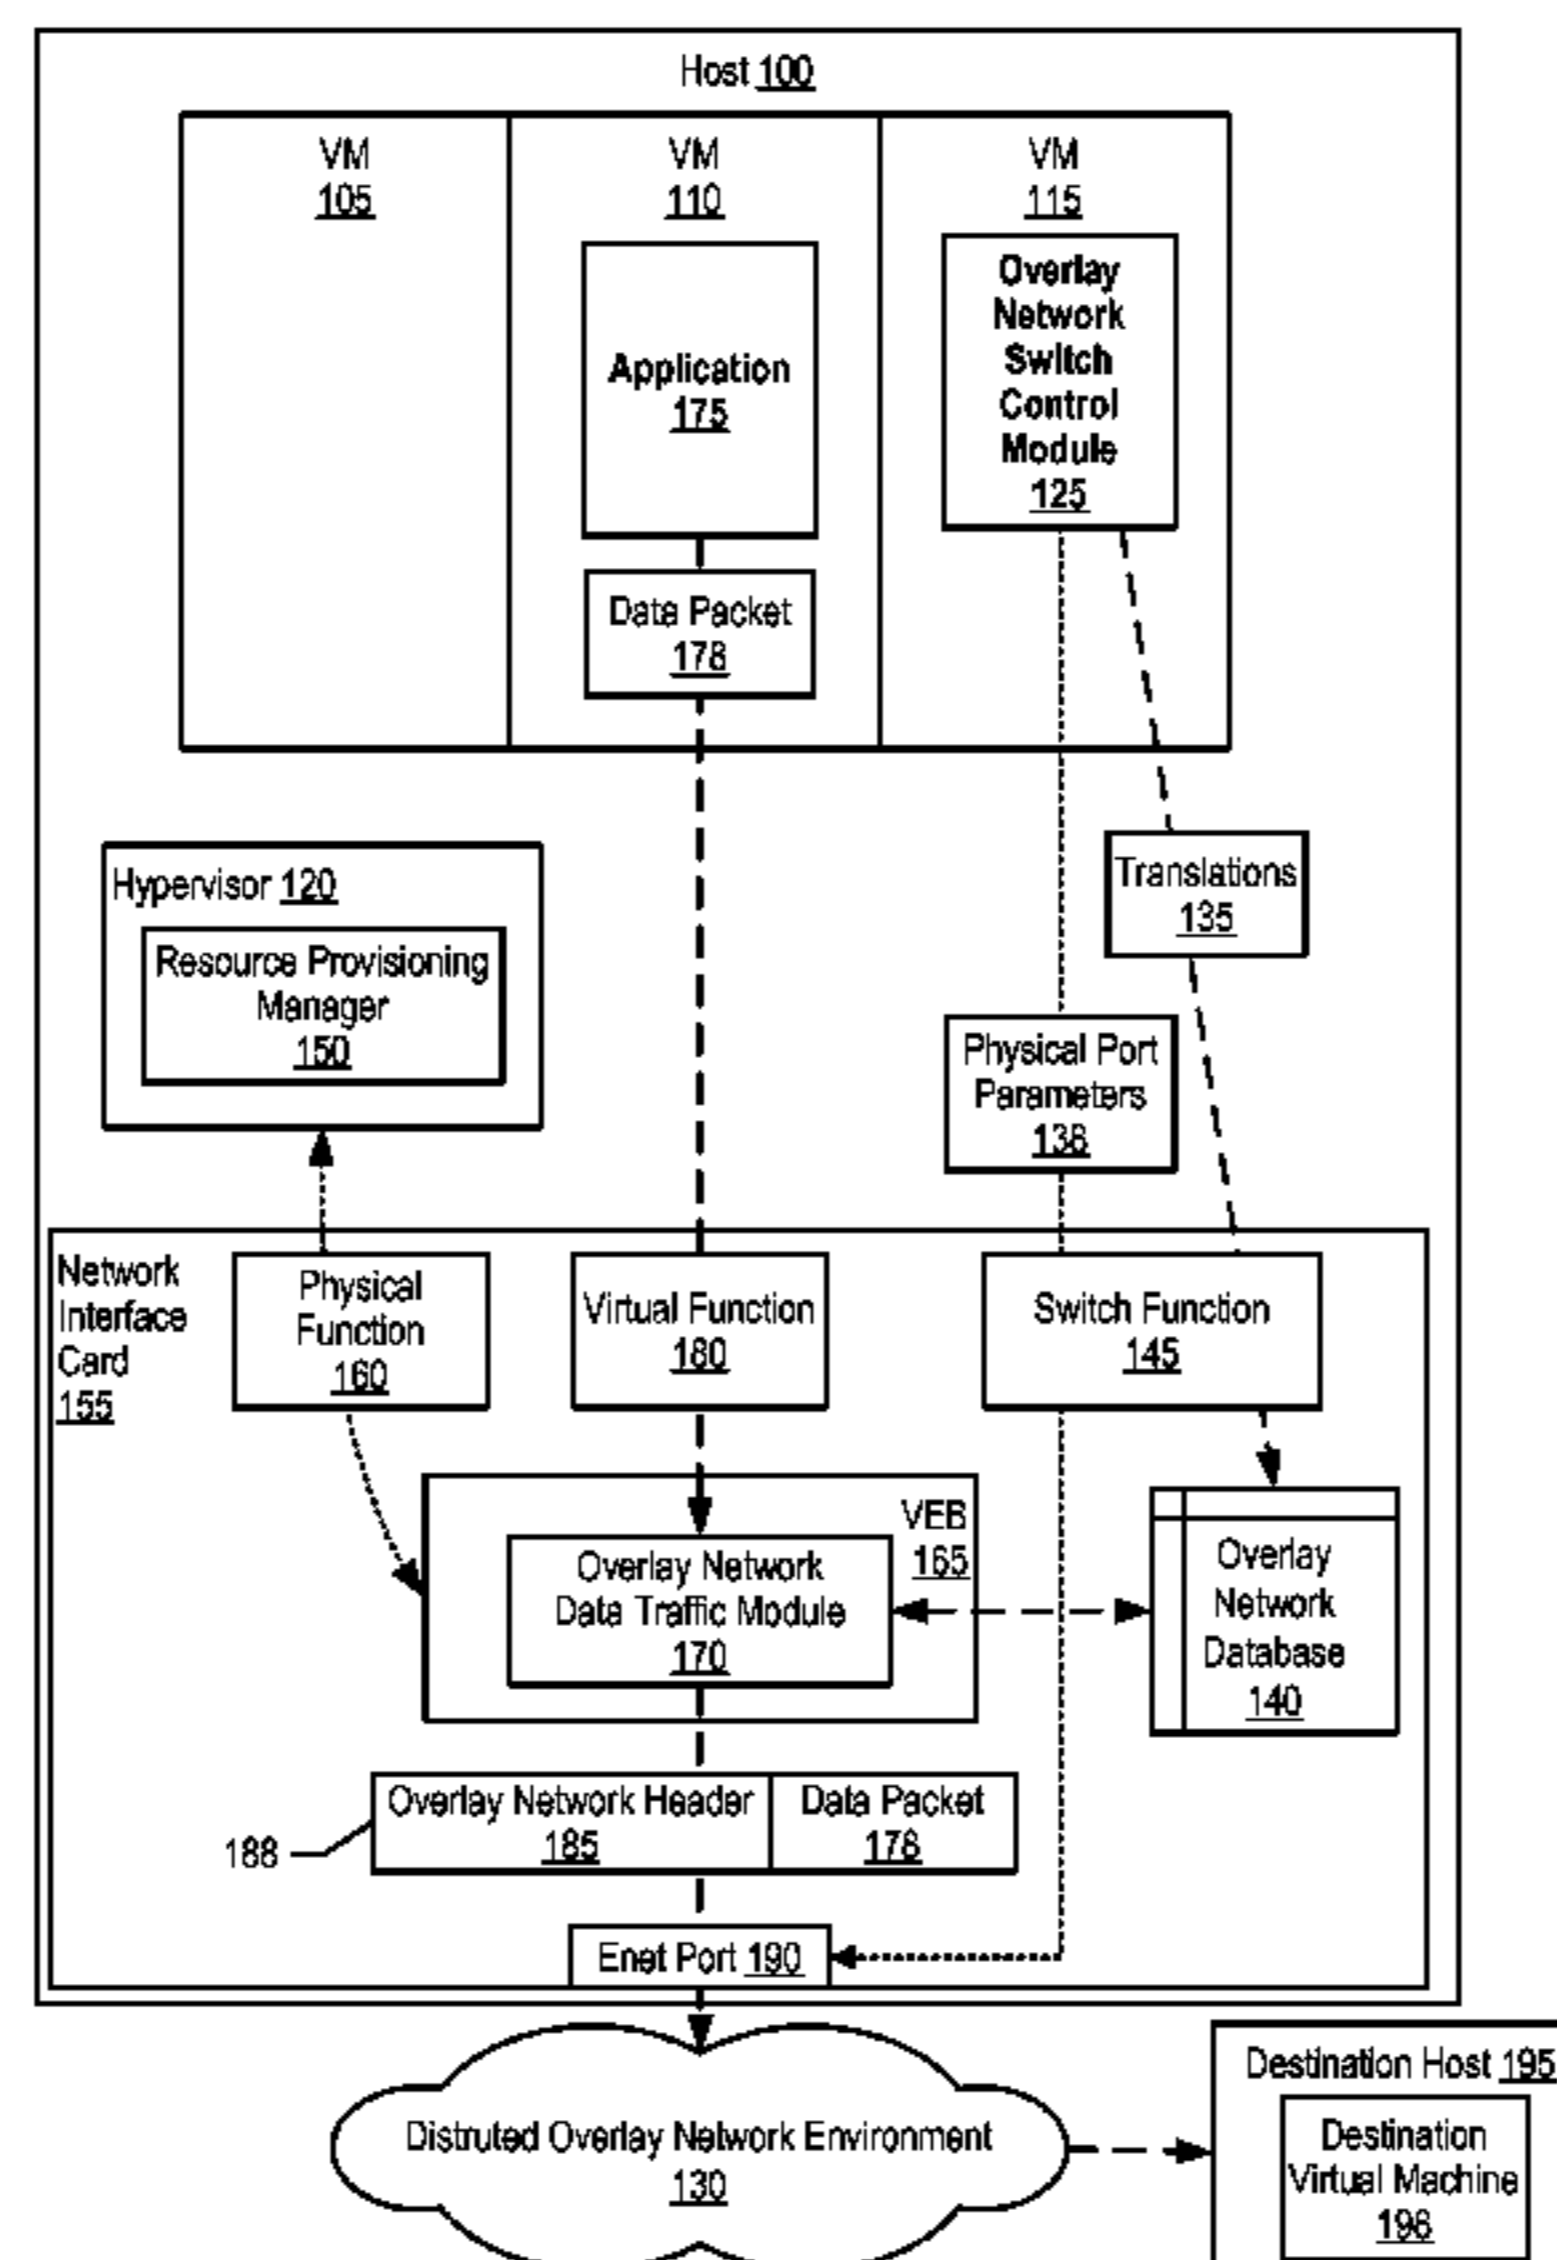 Host 100
VM
105
VM
110
VM
115
Application
175
Overlay
Network
Switch
Control
Module
125
Data Packet
178
Translations
135
Hypervisor 120
Resource Provisioning
Manager
150
Physical Port
Parameters
138
Network
Interface
Card
155
Physical
Function
160
Virtual Function
180
Switch Function
145
VEB
165
Overlay Network
Data Traffic Module
170
Overlay
Network
Database
140
Overlay Network Header
185
Data Packet
178
188
Enet Port 190
Distruted Overlay Network Environment
130
Destination Host 195
Destination
Virtual Machine
198